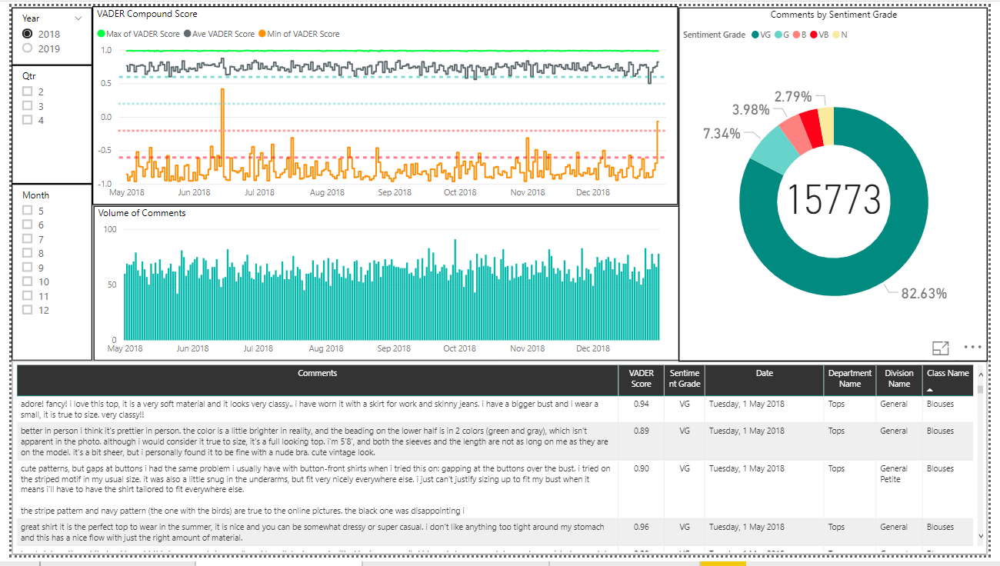 Year
2018
2019
Qtr
2
3
4
Month
5
6
7
8
9
10
11
12
VADER Compound Score
Max of VADER Score Ave VADER Score Min of VADER Score
1.0
0.5
0.0
-0.5
-1.0
May 2018 Jun 2018 Jul 2018 Aug 2018 Sep 2018 Oct 2018 Nov 2018 Dec 2018
Volume of Comments
100
50
0
May 2018 Jun 2018 Jul 2018 Aug 2018 Sep 2018 Oct 2018 Nov 2018 Dec 2018
Comments by Sentiment Grade
Sentiment Grade VG G B VB N
2.79%
3.98%
7.34%
15773
82.63%
Comments VADER Score Sentime nt Grade Date Department Name Division Name Class Name
adore! fancy! i love this top, it is a very soft material and it looks very classy.. i have worn it with a skirt for work and skinny jeans. i have a bigger bust and i wear a 0.94 VG Tuesday, 1 May 2018 Tops General Blouses
small, it is true to size. very classy!!
better in person i think it's prettier in person. the color is a little brighter in reality, and the beading on the lower half is in 2 colors (green and gray), which isn't 0.89 VG Tuesday, 1 May 2018 Tops General Blouses
apparent in the photo. although i would consider it true to size, it's a full looking top. i'm 5'8', and both the sleeves and the length are not as long on me as they are
on the model. it's a bit sheer, but i personally found it to be fine with a nude bra. cute vintage look.
cute patterns, but gaps at buttons i had the same problem i usually have with button-front shirts when i tried this on: gapping at the buttons over the bust. i tried on 0.90 VG Tuesday, 1 May 2018 Tops General Blouses
the striped motif in my usual size. it was also a little snug in the underarms, but fit very nicely everywhere else. i just can't justify sizing up to fit my bust when it Petite
means i'll have to have the shirt tailored to fit everywhere else.
the stripe pattern and navy pattern (the one with the birds) are true to the online pictures. the black one was disappointing i
great shirt it is the perfect top to wear in the summer, it is nice and you can be somewhat dressy or super casual. i don't like anything too tight around my stomach 0.96 VG Tuesday, 1 May 2018 Tops General Blouses
and this has a nice flow with just the right amount of material.